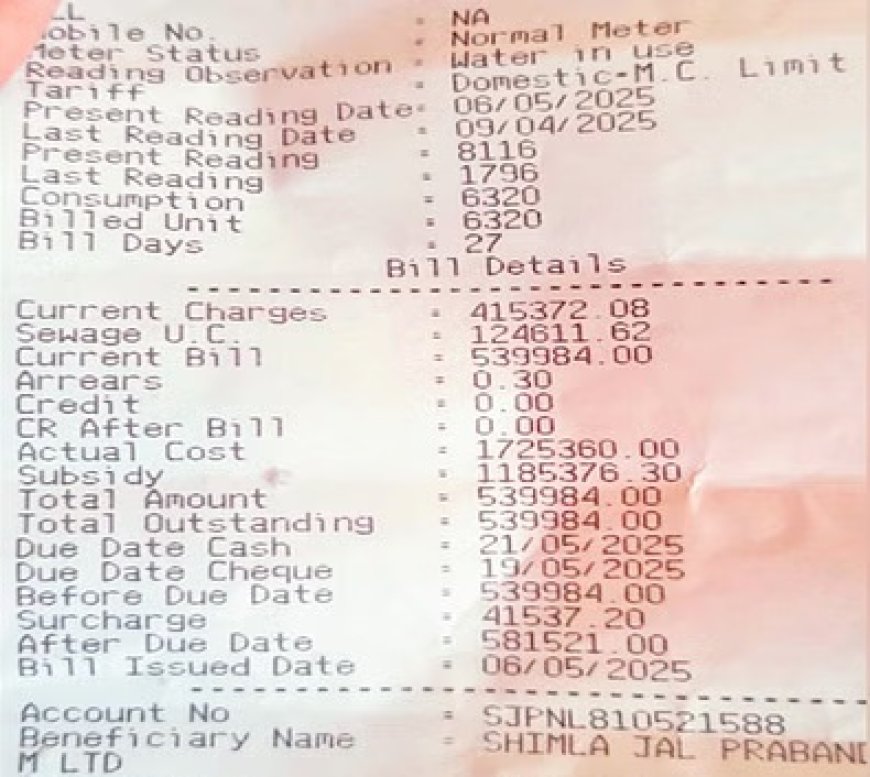 Mobile No. : NA
Meter Status : Normal Meter
Reading Observation : Water in use
Tariff : Domestic-M.C. Limit
Present Reading Date: 06/05/2025
Last Reading Date : 09/04/2025
Present Reading : 8116
Last Reading : 1796
Consumption : 6320
Billed Unit : 6320
Bill Days : 27
Bill Details
Current Charges : 415372.08
Sewage U.C. : 124611.62
Current Bill : 539984.00
Arrears : 0.30
Credit : 0.00
CR After Bill : 0.00
Actual Cost : 1725360.00
Subsidy : 1185376.30
Total Amount : 539984.00
Total Outstanding : 539984.00
Due Date Cash : 21/05/2025
Due Date Cheque : 19/05/2025
Before Due Date : 539984.00
Surcharge : 41537.20
After Due Date : 581521.00
Bill Issued Date : 06/05/2025
Account No : SJPNL810521588
Beneficiary Name : SHIMLA JAL PRABAND
M LTD